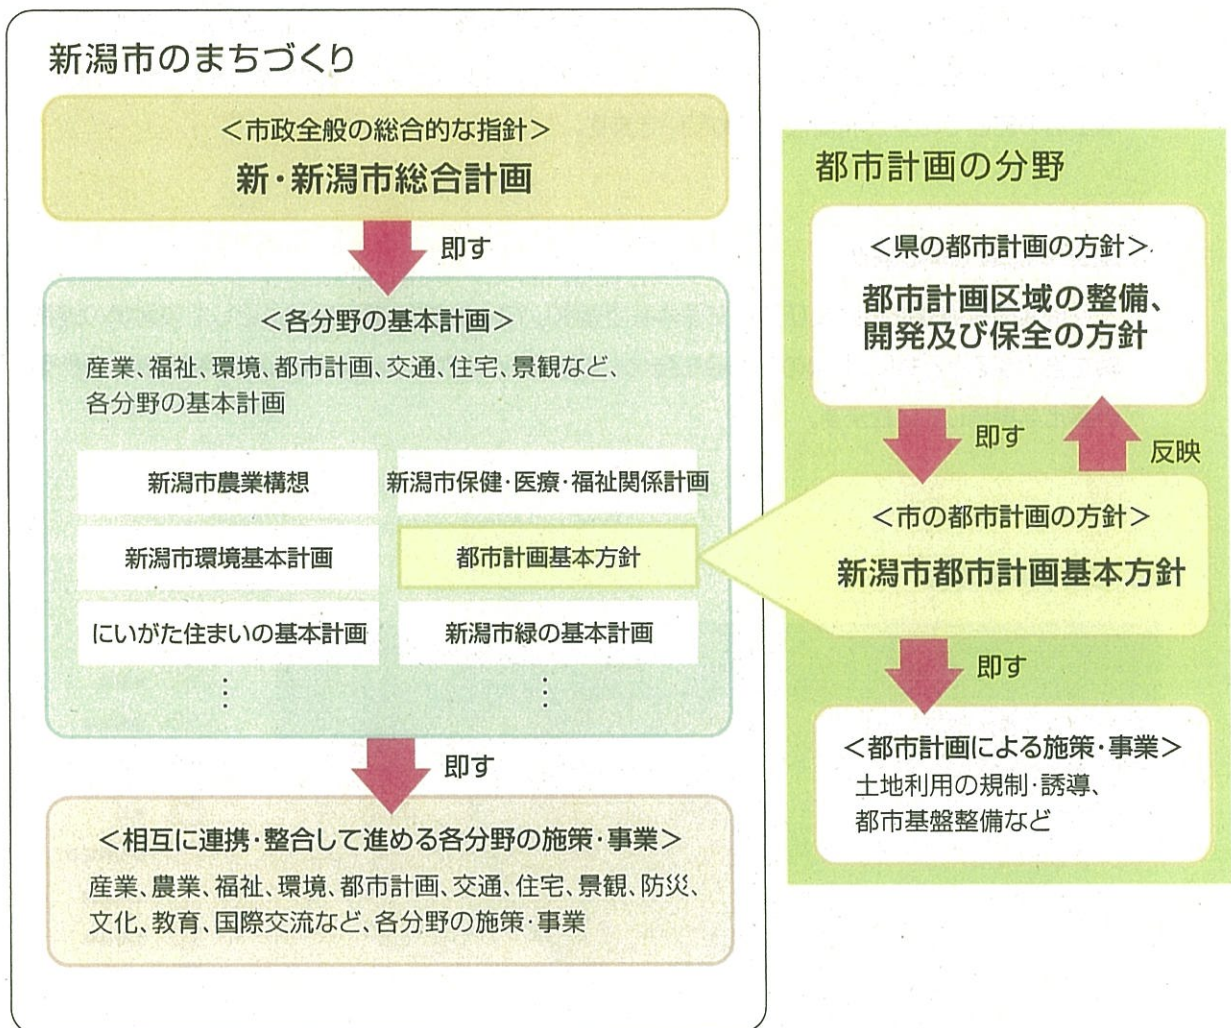 新潟市のまちづくり
＜市政全般の総合的な指針＞
新・新潟市総合計画
即す
＜各分野の基本計画＞
産業、福祉、環境、都市計画、交通、住宅、景観など、
各分野の基本計画
新潟市農業構想
新潟市保健・医療・福祉関係計画
新潟市環境基本計画
都市計画基本方針
にいがた住まいの基本計画
新潟市緑の基本計画
⋮
⋮
即す
＜相互に連携・整合して進める各分野の施策・事業＞
産業、農業、福祉、環境、都市計画、交通、住宅、景観、防災、
文化、教育、国際交流など、各分野の施策・事業
都市計画の分野
＜県の都市計画の方針＞
都市計画区域の整備、
開発及び保全の方針
即す
反映
＜市の都市計画の方針＞
新潟市都市計画基本方針
即す
＜都市計画による施策・事業＞
土地利用の規制・誘導、
都市基盤整備など